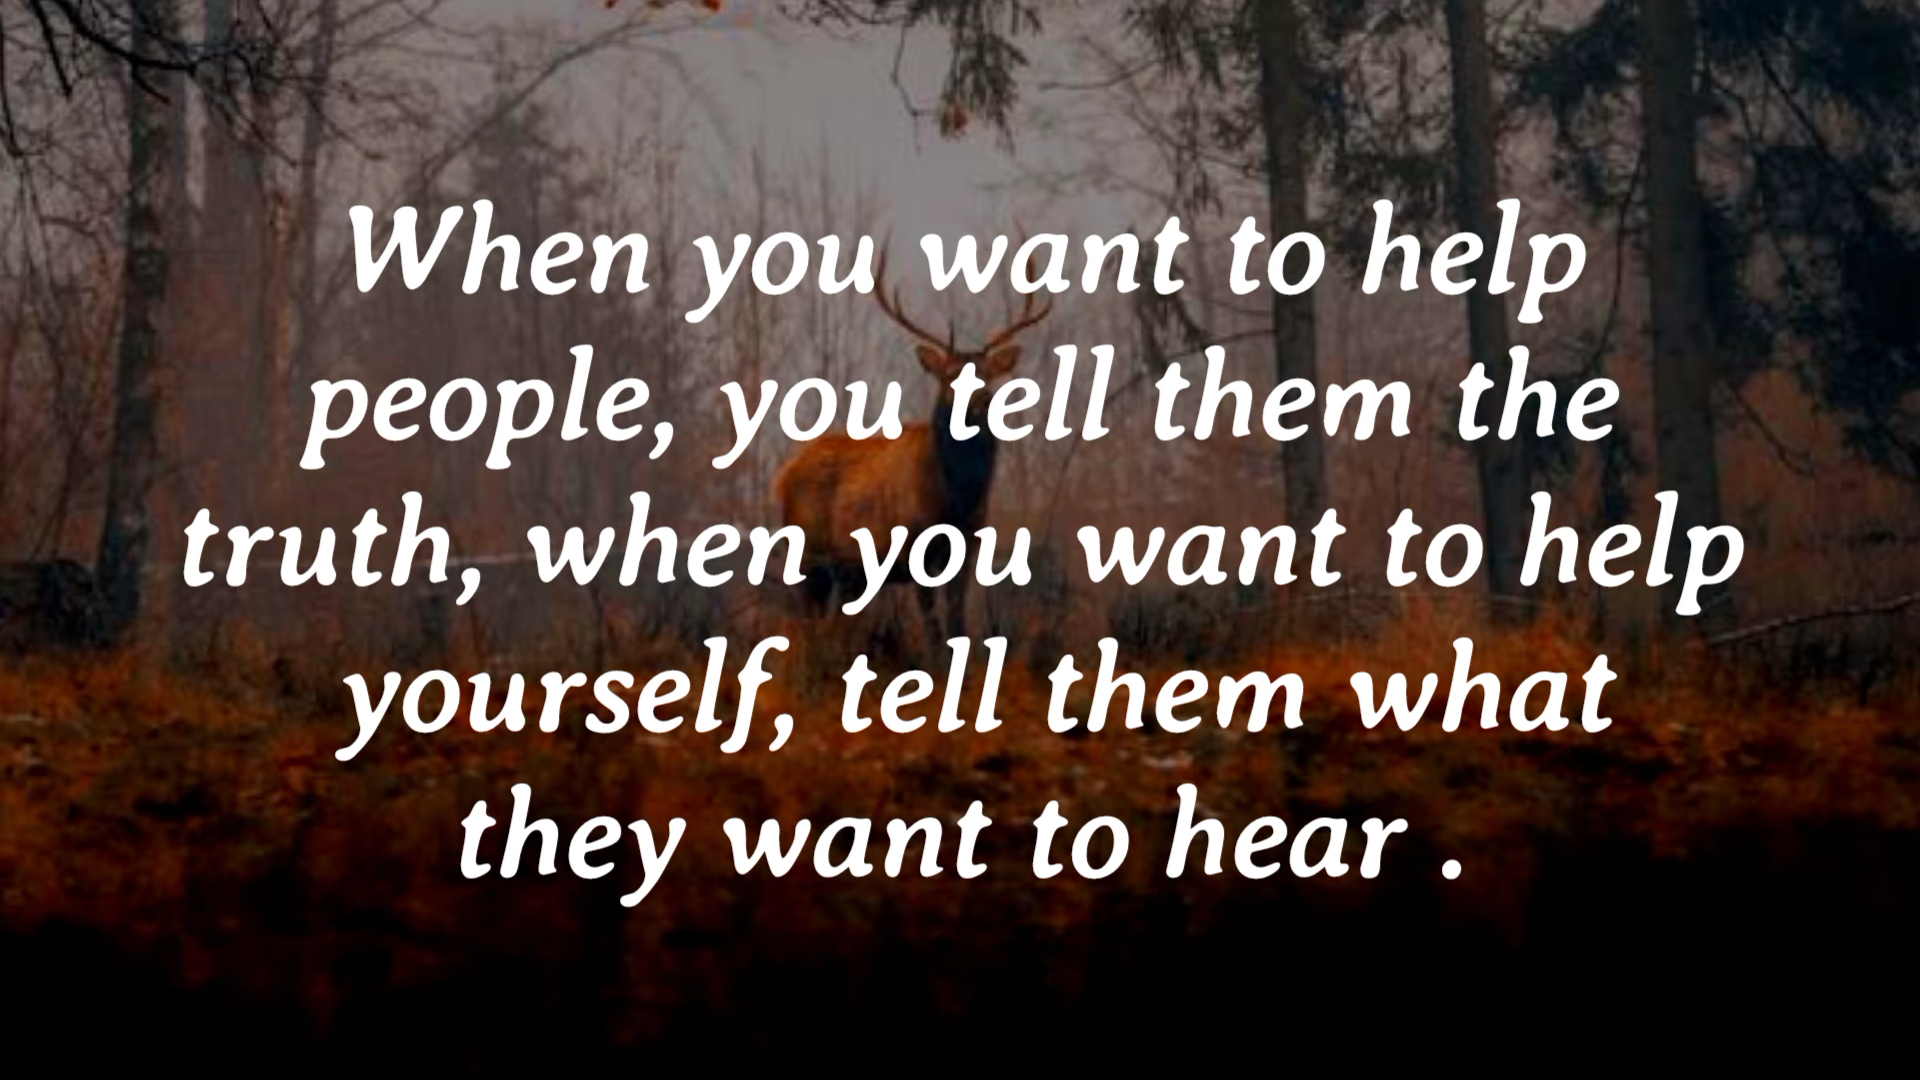 When you want to help
people, you tell them the
truth, when you want to help
yourself, tell them what
they want to hear .